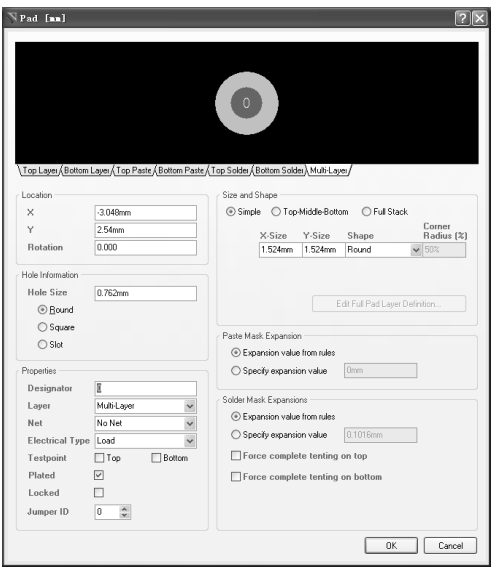 Pad [mm]
0
Top Layer Bottom Layer Top Paste Bottom Paste Top Solder Bottom Solder Multi-Layer
Location
X -3.048mm
Y 2.54mm
Rotation 0.000
Hole Information
Hole Size 0.762mm
Round
Square
Slot
Properties
Designator 0
Layer Multi-Layer
Net No Net
Electrical Type Load
Testpoint Top Bottom
Plated
Locked
Jumper ID 0
Size and Shape
Simple Top-Middle-Bottom Full Stack
X-Size Y-Size Shape Corner Radius (%)
1.524mm 1.524mm Round 50%
Edit Full Pad Layer Definition...
Paste Mask Expansion
Expansion value from rules
Specify expansion value 0mm
Solder Mask Expansions
Expansion value from rules
Specify expansion value 0.1016mm
Force complete tenting on top
Force complete tenting on bottom
OK Cancel